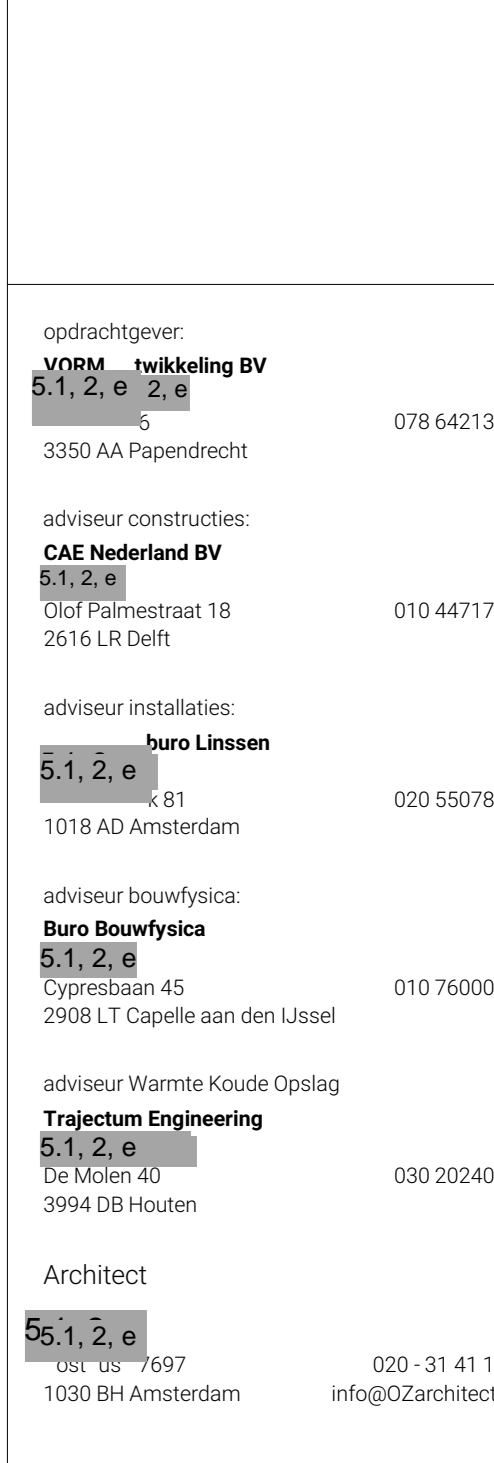 opdrachtgever:
VORM twikkeling BV
5.1, 2, e 2, e
6 078 64213
3350 AA Papendrecht
adviseur constructies:
CAE Nederland BV
5.1, 2, e
Olof Palmestraat 18 010 44717
2616 LR Delft
adviseur installaties:
buro Linssen
5.1, 2, e
k 81 020 55078
1018 AD Amsterdam
adviseur bouwfysica:
Buro Bouwfysica
5.1, 2, e
Cypresbaan 45 010 76000
2908 LT Capelle aan den IJssel
adviseur Warmte Koude Opslag
Trajectum Engineering
5.1, 2, e
De Molen 40 030 20240
3994 DB Houten
Architect
5.1, 2, e
7697 020 - 31 41 1
1030 BH Amsterdam info@OZarchitect